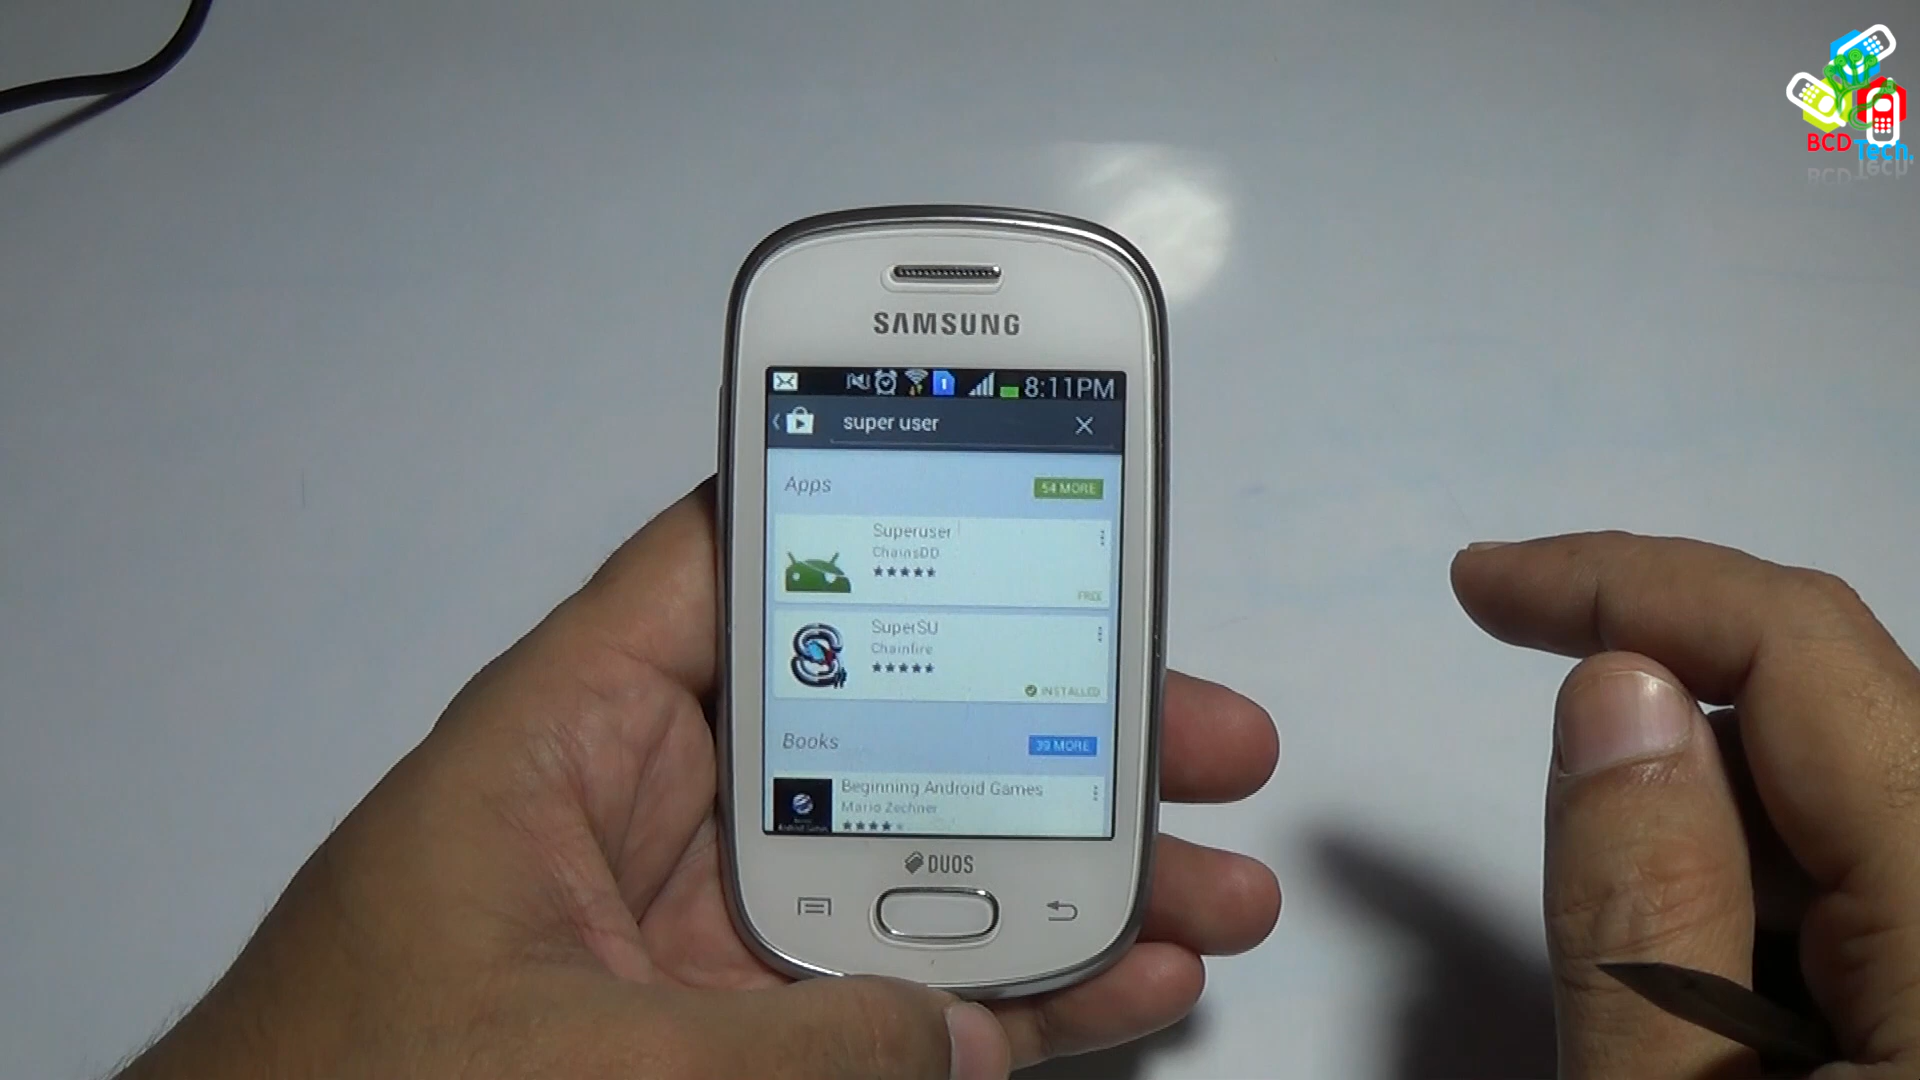 BCD Tech.
SAMSUNG
1 8:11PM
super user
Apps 54 MORE
Superuser
ChainsDD
FREE
SuperSU
Chainfire
INSTALLED
Books 39 MORE
Beginning Android Games
Mario Zechner
DUOS